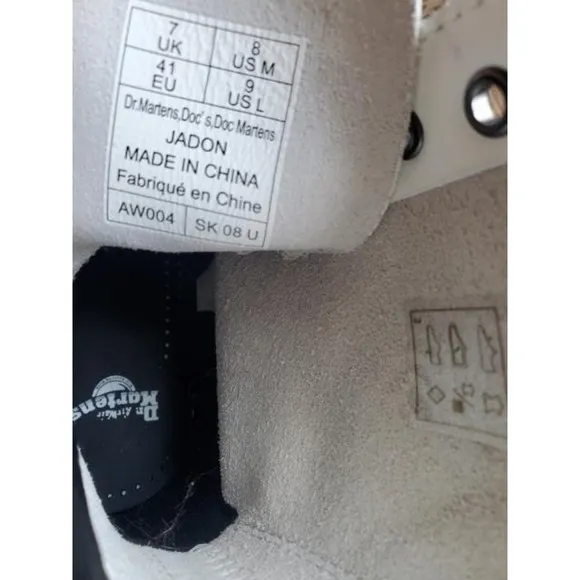 7 8
UK US M
41 9
EU US L
Dr.Martens,Doc's,Doc Martens
JADON
MADE IN CHINA
Fabriqué en Chine
AW004 SK 08 U
Dr. AirWair
Martens